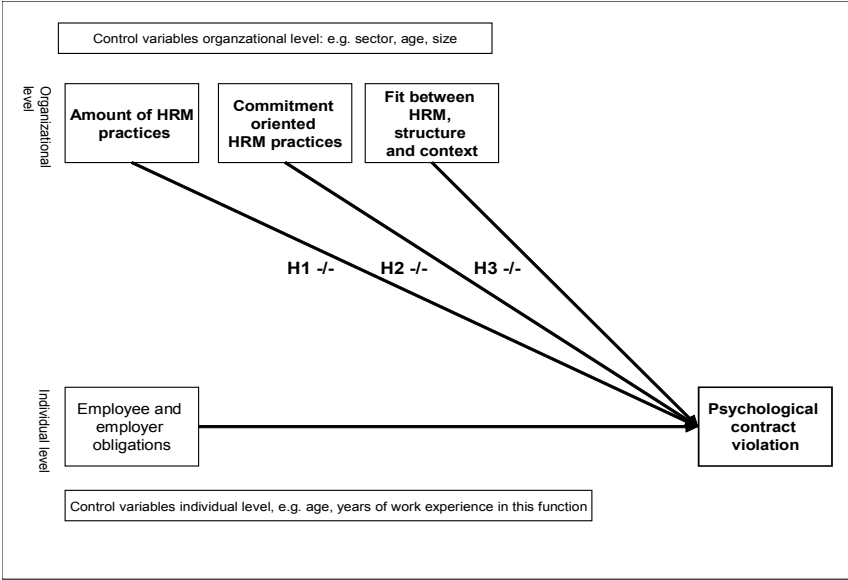 Control variables organzational level: e.g. sector, age, size
Organizational
level
Amount of HRM
practices
Commitment
oriented
HRM practices
Fit between
HRM,
structure
and context
H1 -/-
H2 -/-
H3 -/-
Individual level
Employee and
employer
obligations
Psychological
contract
violation
Control variables individual level, e.g. age, years of work experience in this function